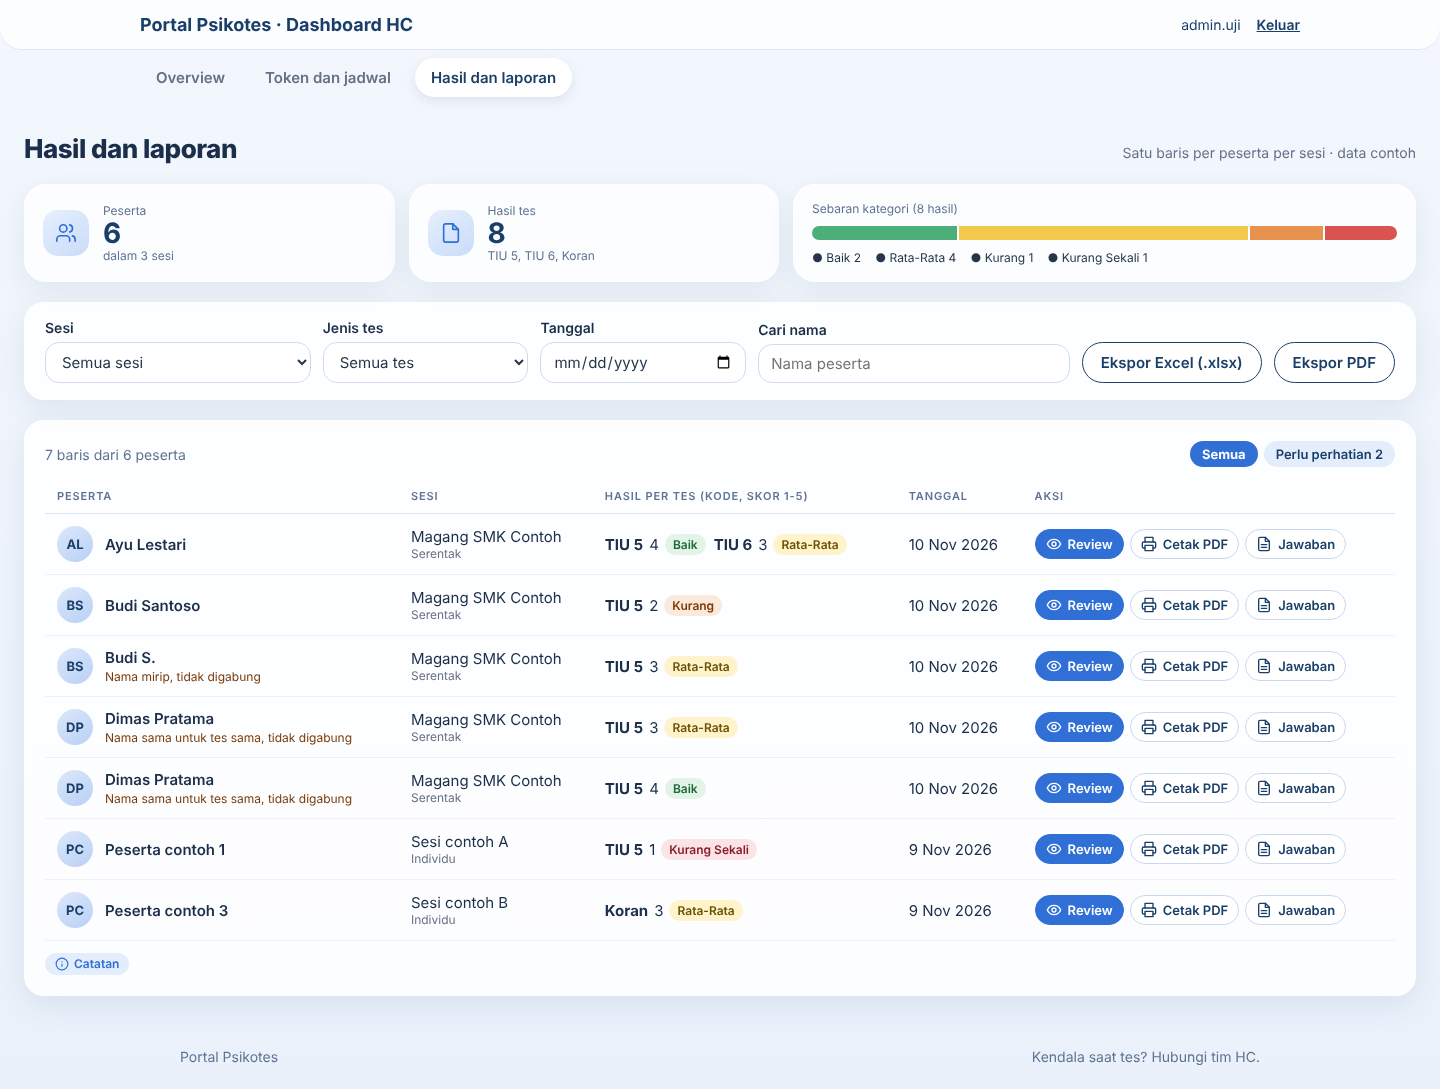 Portal Psikotes · Dashboard HC
admin.uji Keluar
Overview Token dan jadwal Hasil dan laporan
Hasil dan laporan
Satu baris per peserta per sesi · data contoh
Peserta
6
dalam 3 sesi
Hasil tes
8
TIU 5, TIU 6, Koran
Sebaran kategori (8 hasil)
Baik 2 Rata-Rata 4 Kurang 1 Kurang Sekali 1
Sesi Jenis tes Tanggal Cari nama
Semua sesi Semua tes mm/dd/yyyy Nama peserta Ekspor Excel (.xlsx) Ekspor PDF
7 baris dari 6 peserta Semua Perlu perhatian 2
PESERTA SESI HASIL PER TES (KODE, SKOR 1-5) TANGGAL AKSI
AL Ayu Lestari Magang SMK Contoh TIU 5 4 Baik TIU 6 3 Rata-Rata 10 Nov 2026 Review Cetak PDF Jawaban
Serentak
BS Budi Santoso Magang SMK Contoh TIU 5 2 Kurang 10 Nov 2026 Review Cetak PDF Jawaban
Serentak
BS Budi S. Magang SMK Contoh TIU 5 3 Rata-Rata 10 Nov 2026 Review Cetak PDF Jawaban
Nama mirip, tidak digabung Serentak
DP Dimas Pratama Magang SMK Contoh TIU 5 3 Rata-Rata 10 Nov 2026 Review Cetak PDF Jawaban
Nama sama untuk tes sama, tidak digabung Serentak
DP Dimas Pratama Magang SMK Contoh TIU 5 4 Baik 10 Nov 2026 Review Cetak PDF Jawaban
Nama sama untuk tes sama, tidak digabung Serentak
PC Peserta contoh 1 Sesi contoh A TIU 5 1 Kurang Sekali 9 Nov 2026 Review Cetak PDF Jawaban
Individu
PC Peserta contoh 3 Sesi contoh B Koran 3 Rata-Rata 9 Nov 2026 Review Cetak PDF Jawaban
Individu
Catatan
Portal Psikotes Kendala saat tes? Hubungi tim HC.